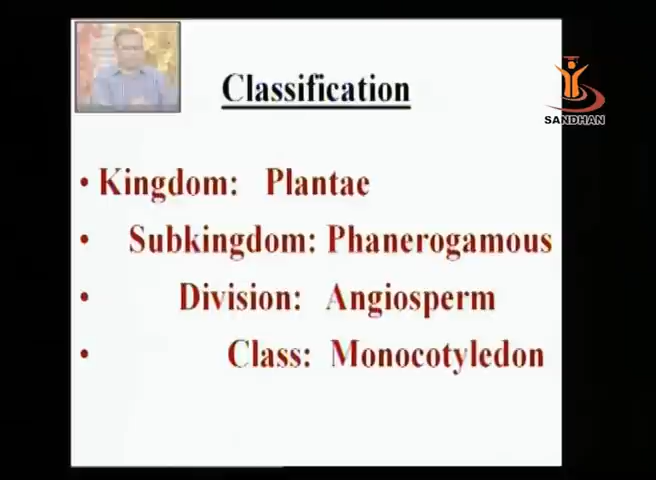 Classification
SANDHAN
• Kingdom: Plantae
• Subkingdom: Phanerogamous
• Division: Angiosperm
• Class: Monocotyledon